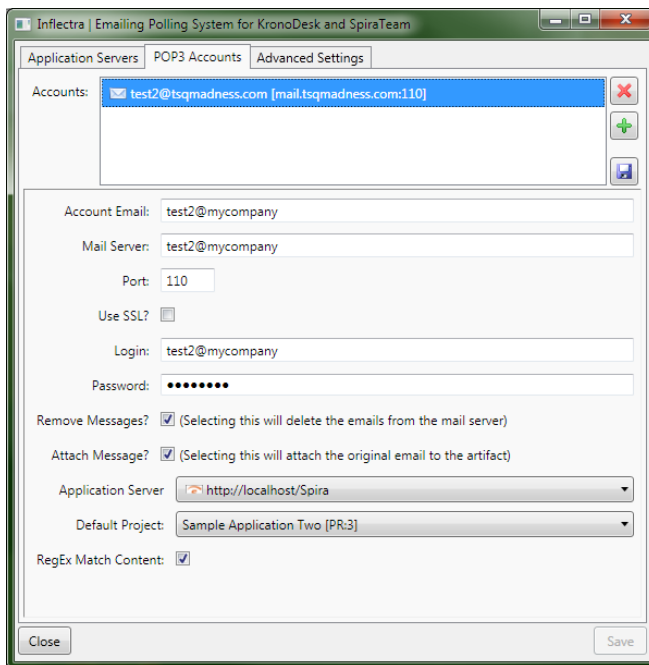 Inflectra | Emailing Polling System for KronoDesk and SpiraTeam
Application Servers POP3 Accounts Advanced Settings
Accounts: test2@tsqmadness.com [mail.tsqmadness.com:110]
Account Email: test2@mycompany
Mail Server: test2@mycompany
Port: 110
Use SSL?
Login: test2@mycompany
Password: ••••••••
Remove Messages? (Selecting this will delete the emails from the mail server)
Attach Message? (Selecting this will attach the original email to the artifact)
Application Server http://localhost/Spira
Default Project: Sample Application Two [PR:3]
RegEx Match Content:
Close Save